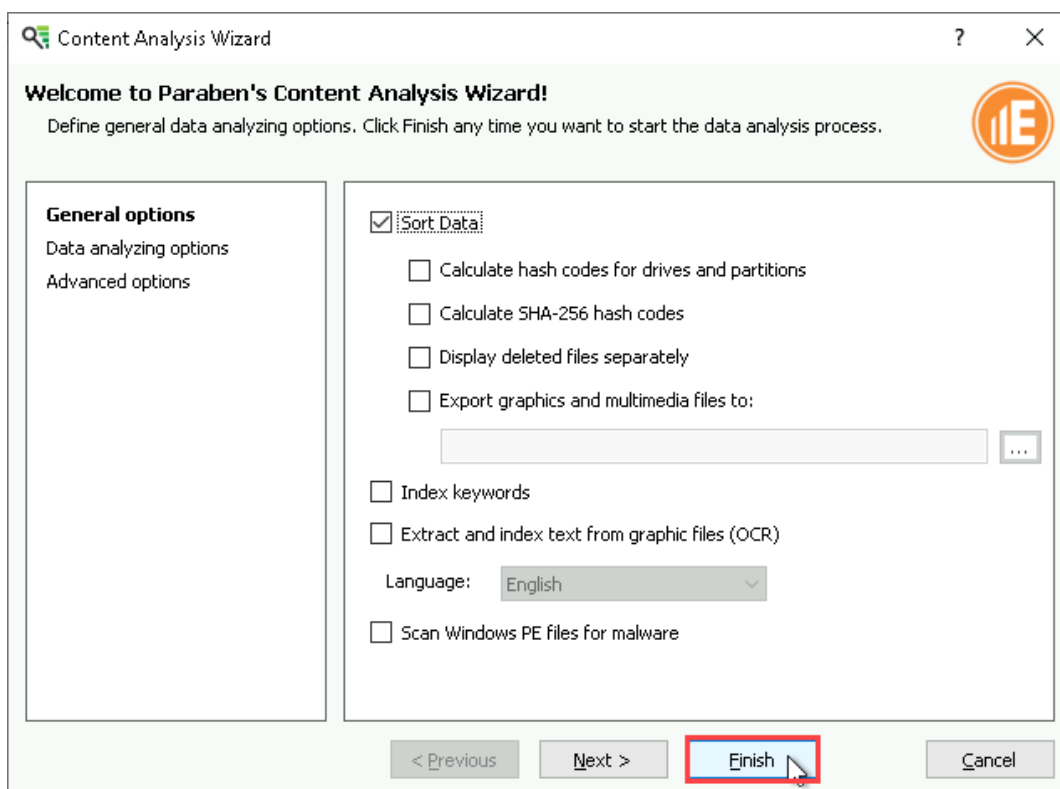 Content Analysis Wizard
?
Welcome to Paraben's Content Analysis Wizard!
Define general data analyzing options. Click Finish any time you want to start the data analysis process.
E
General options
Data analyzing options
Advanced options
Sort Data
Calculate hash codes for drives and partitions
Calculate SHA-256 hash codes
Display deleted files separately
Export graphics and multimedia files to:
...
Index keywords
Extract and index text from graphic files (OCR)
Language: English
Scan Windows PE files for malware
< Previous Next > Finish Cancel